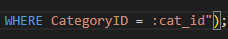 WHERE CategoryID = :cat_id");